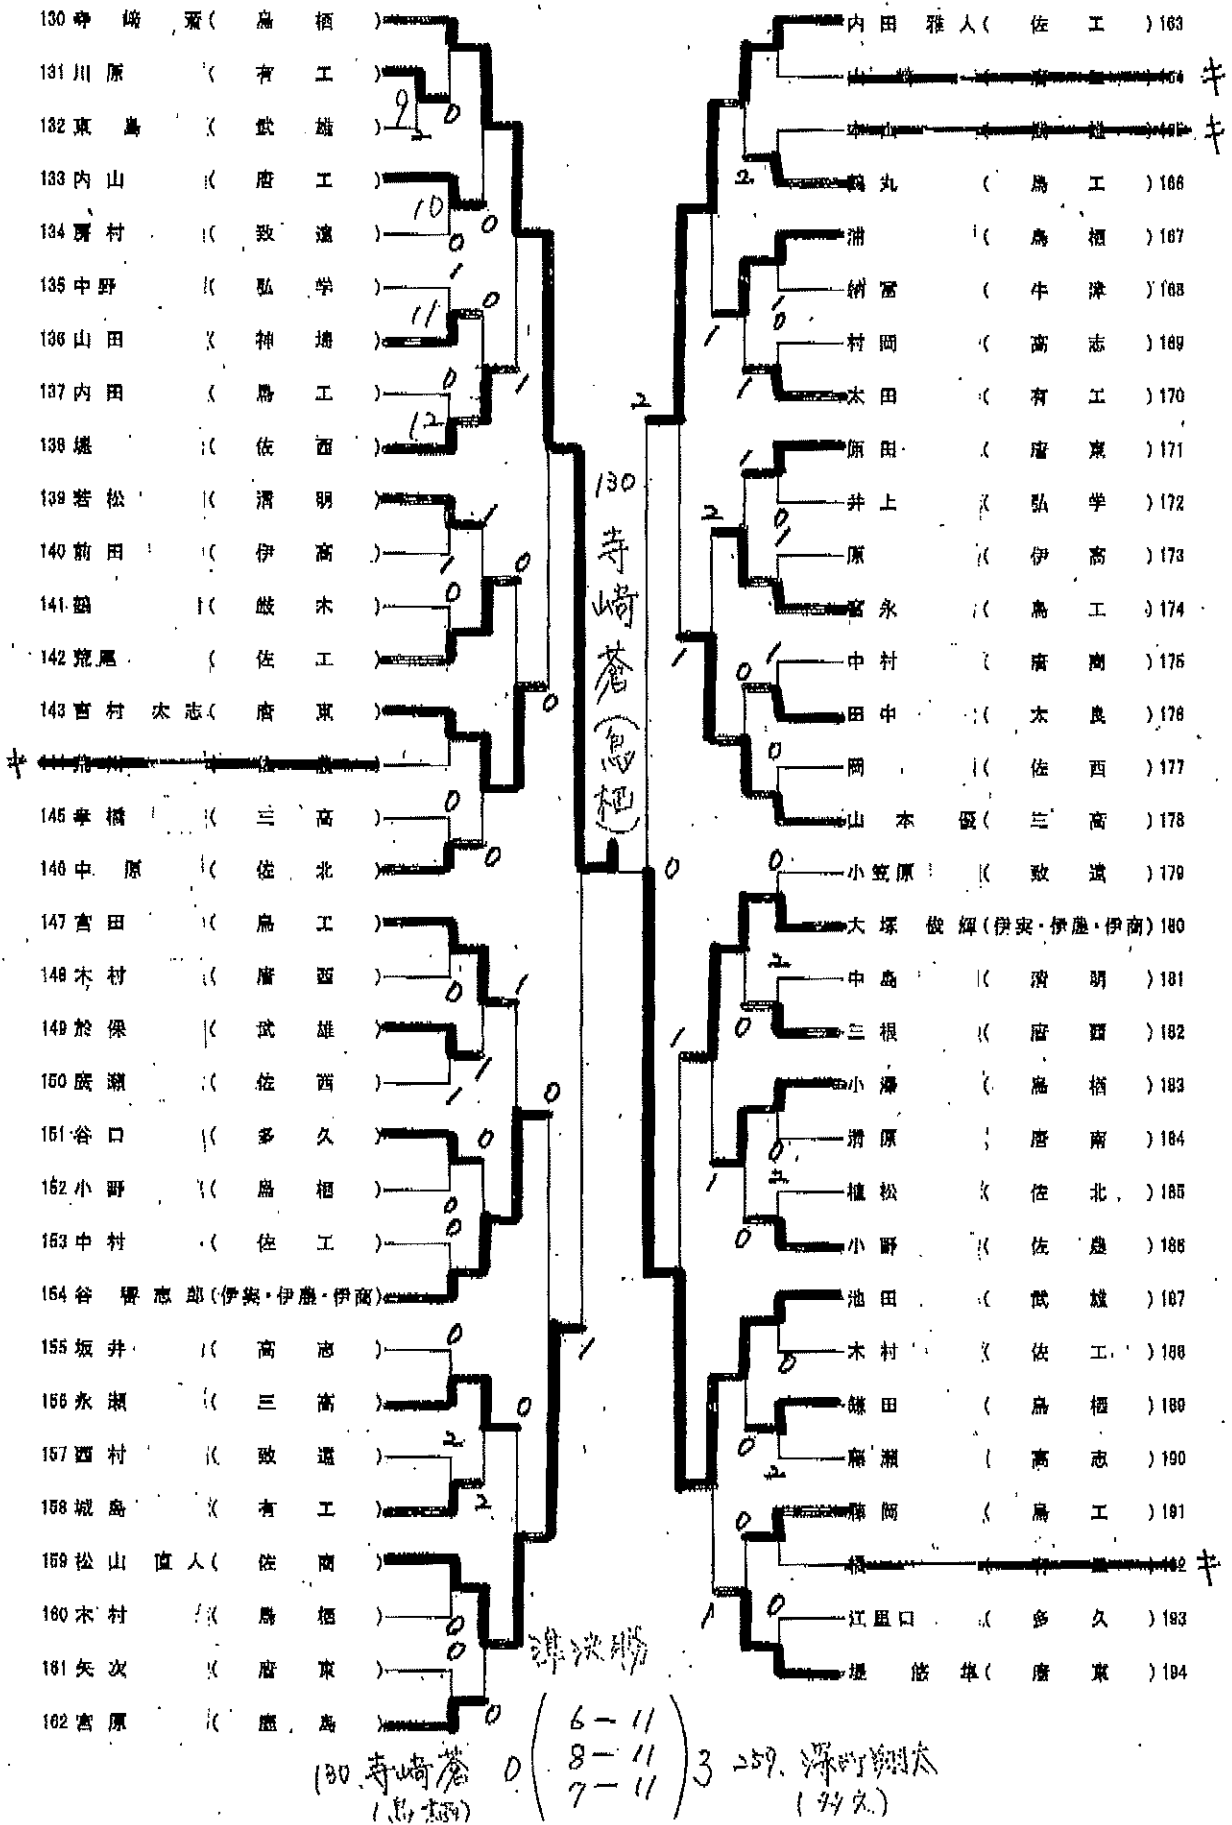 130 寺﨑 蒼 ( 鳥 栖 )
131 川原 ( 有 工 )
132 東島 ( 武 雄 )
133 内山 ( 唐 工 )
134 房村 ( 致 遠 )
135 中野 ( 弘 学 )
136 山田 ( 神 埼 )
137 内田 ( 鳥 工 )
138 堤 ( 佐 西 )
139 若松 ( 清 明 )
140 前田 ( 伊 高 )
141 鶴 ( 厳 木 )
142 荒尾 ( 佐 工 )
143 吉村 太志 ( 唐 東 )
キ
145 ( 三 高 )
146 中原 ( 佐 北 )
147 宮田 ( 鳥 工 )
148 木村 ( 唐 西 )
149 於保 ( 武 雄 )
150 廣瀬 ( 佐 西 )
151 谷口 ( 多 久 )
152 小野 ( 鳥 栖 )
153 中村 ( 佐 工 )
154 谷 志郎 (伊実・伊農・伊商)
155 坂井 ( 高 志 )
156 永瀬 ( 三 高 )
157 西村 ( 致 遠 )
158 城島 ( 有 工 )
159 松山 直人 ( 佐 商 )
160 木村 ( 鳥 栖 )
161 矢次 ( 唐 東 )
162 宮原 ( 鹿 島 )
9
10
11
12
130 寺﨑蒼 (鳥栖)
内田 雅人 ( 佐 工 ) 163
キ
キ
鶴丸 ( 鳥 工 ) 166
浦 ( 鳥 栖 ) 167
納富 ( 牛 津 ) 168
村岡 ( 高 志 ) 169
太田 ( 有 工 ) 170
原田 ( 唐 東 ) 171
井上 ( 弘 学 ) 172
原 ( 伊 高 ) 173
富永 ( 鳥 工 ) 174
中村 ( 唐 商 ) 175
田中 ( 太 良 ) 176
岡 ( 佐 西 ) 177
山本 優 ( 三 高 ) 178
小笠原 ( 致 遠 ) 179
大塚 俊輝 (伊実・伊農・伊商) 180
中島 ( 清 明 ) 181
三根 ( 唐 西 ) 182
小澤 ( 鳥 栖 ) 183
清原 ( 唐 南 ) 184
植松 ( 佐 北 ) 185
小野 ( 佐 農 ) 186
池田 ( 武 雄 ) 187
木村 ( 佐 工 ) 188
鎌田 ( 鳥 栖 ) 189
藤瀬 ( 高 志 ) 190
藤岡 ( 鳥 工 ) 191
キ
江里口 ( 多 久 ) 193
堤 悠隼 ( 唐 東 ) 194
準決勝
130. 寺﨑蒼 (鳥栖) 0 ( 6-11
8-11
7-11 ) 3 259. 深町翔太 (多久)